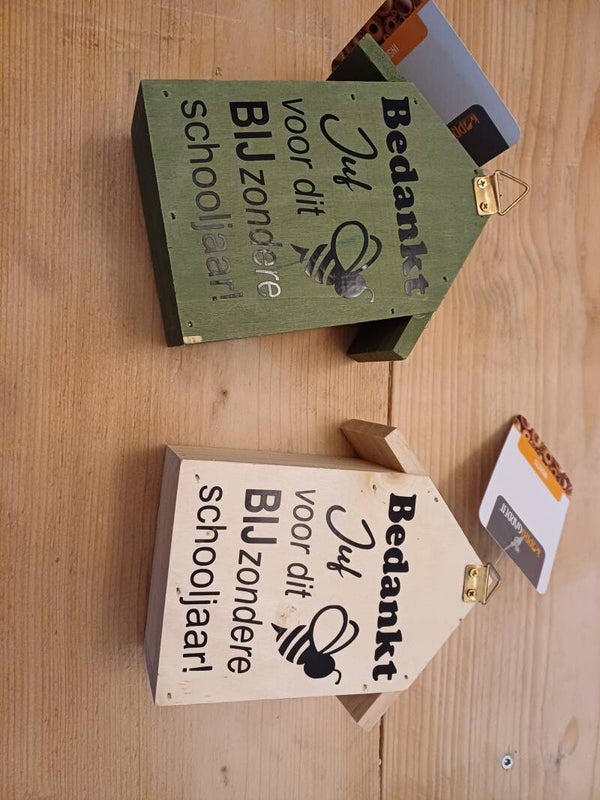 Bedankt
Juf
voor dit
BIJzondere
schooljaar!
Bedankt
Juf
voor dit
BIJzondere
schooljaar!